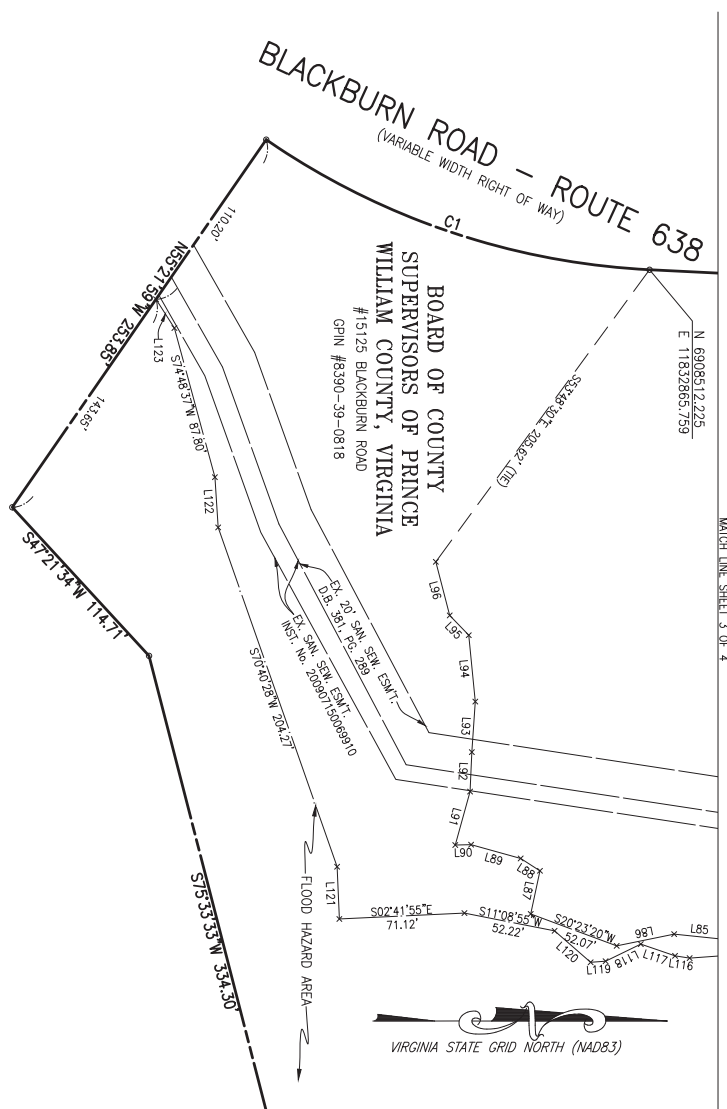 BLACKBURN ROAD - ROUTE 638
(VARIABLE WIDTH RIGHT OF WAY)
C1
N 6908512.225
E 11832865.759
MATCH LINE SHEET 3 OF 4
BOARD OF COUNTY
SUPERVISORS OF PRINCE
WILLIAM COUNTY, VIRGINIA
#15125 BLACKBURN ROAD
GPIN #8390-39-0818
S53°48'30"E 205.62' (TIE)
110.20'
N55°21'59"W 253.85'
143.65'
L123
S74°48'37"W 87.80'
L122
S47°21'34"W 114.71'
S70°40'28"W 204.27'
EX. 20' SAN. SEW. ESM'T.
D.B. 381, PG. 289
EX. SAN. SEW. ESM'T.
INST. No. 200907150069910
L96
L95
L94
L93
L92
L91
L90
L89
L88
L87
S20°23'20"W
52.07'
L86
L85
L116
L117
L118
L119
L120
S11°08'55"W
52.22'
S02°41'55"E
71.12'
L121
FLOOD HAZARD AREA
S75°33'33"W 334.30'
N
VIRGINIA STATE GRID NORTH (NAD83)